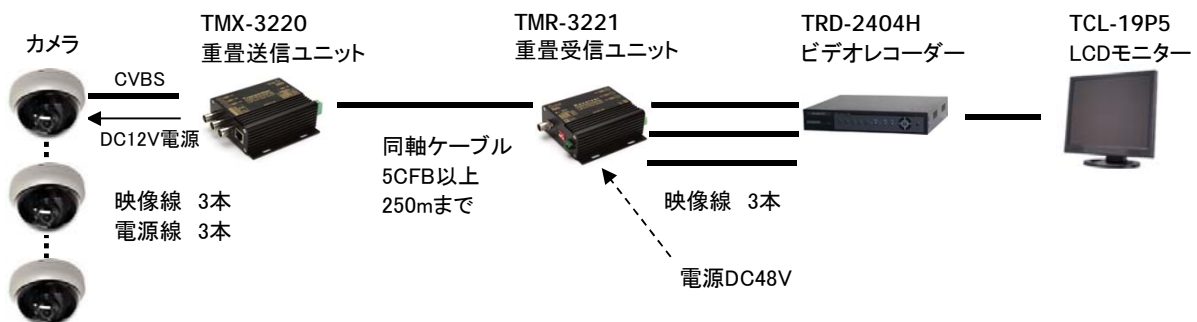 カメラ
TMX-3220
重畳送信ユニット
TMR-3221
重畳受信ユニット
TRD-2404H
ビデオレコーダー
TCL-19P5
LCDモニター
CVBS
DC12V電源
映像線 3本
電源線 3本
同軸ケーブル
5CFB以上
250mまで
映像線 3本
電源DC48V